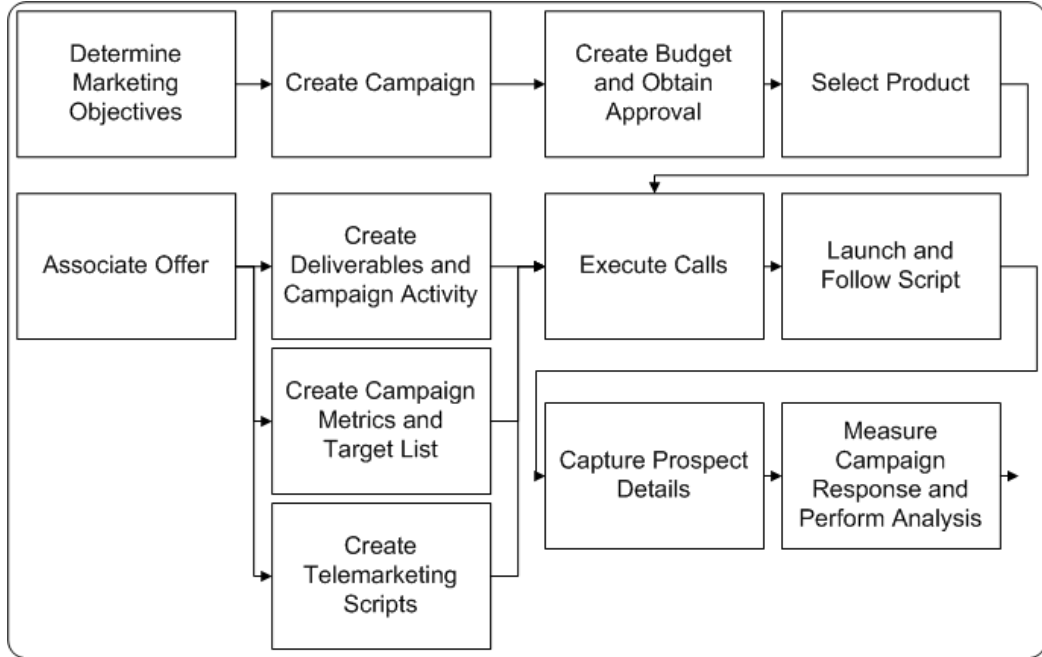 Determine
Marketing
Objectives
Create Campaign
Create Budget
and Obtain
Approval
Select Product
Associate Offer
Create
Deliverables and
Campaign Activity
Execute Calls
Launch and
Follow Script
Create Campaign
Metrics and
Target List
Capture Prospect
Details
Measure
Campaign
Response and
Perform Analysis
Create
Telemarketing
Scripts